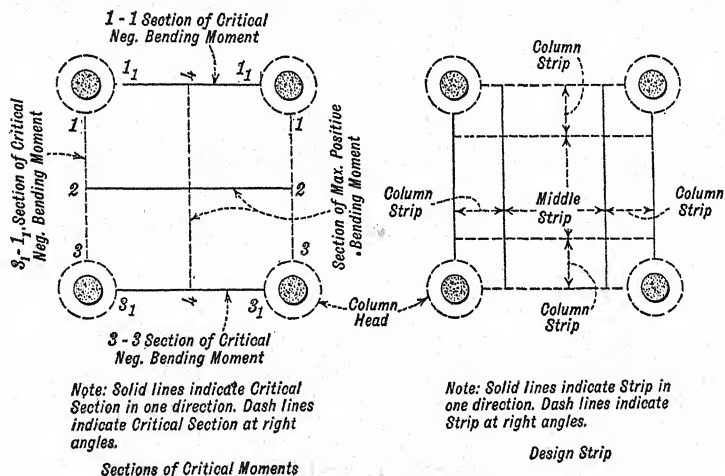 1 - 1 Section of Critical
Neg. Bending Moment
1₁
4
1₁
1
1
3₁-1₁, Section of Critical
Neg. Bending Moment
2
2
Section of Max. Positive
Bending Moment
3
3
3₁
4
3₁
3 - 3 Section of Critical
Neg. Bending Moment
Column
Head
Note: Solid lines indicate Critical
Section in one direction. Dash lines
indicate Critical Section at right
angles.
Sections of Critical Moments
Column
Strip
Column
Strip
Middle
Strip
Column
Strip
Column
Strip
Note: Solid lines indicate Strip in
one direction. Dash lines indicate
Strip at right angles.
Design Strip